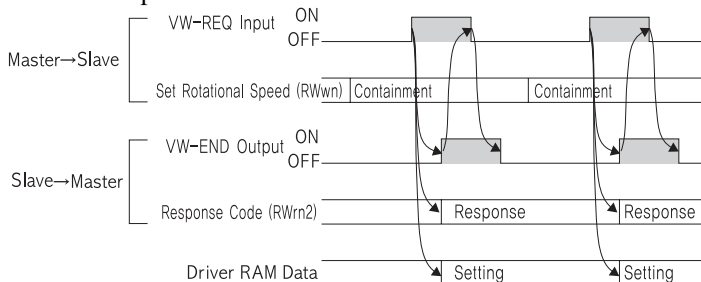 VW-REQ Input ON
OFF
Master→Slave
Set Rotational Speed (RWwn) Containment Containment
VW-END Output ON
OFF
Slave→Master
Response Code (RWrn2) Response Response
Driver RAM Data Setting Setting